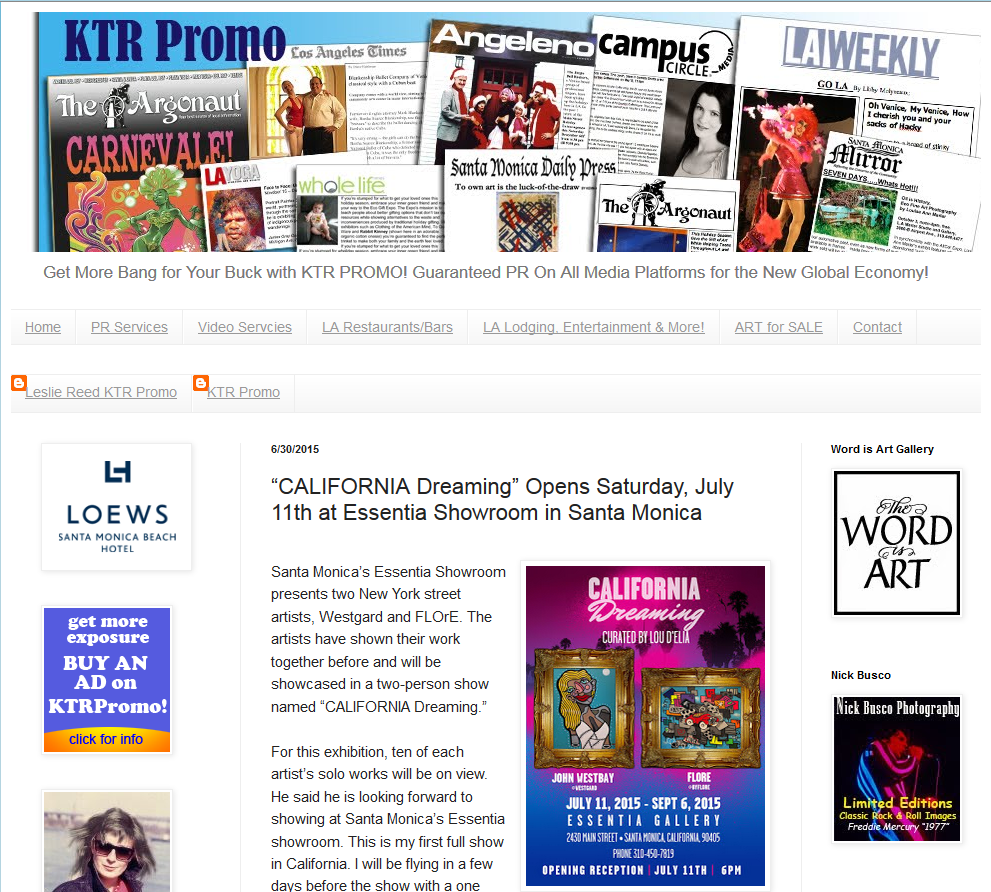 KTR Promo
Los Angeles Times
Angeleno
campus
CIRCLE
MEDIA
LAWEEKLY
GO LA By Libby Molyneaux
Oh Venice, My Venice, How
I cherish you and your
sacks of Hacky
The Argonaut
CARNEVALE!
LAYOGA
whole life
Santa Monica Daily Press
To own art is the luck-of-the-draw
The Argonaut
SANTA MONICA
Mirror
SEVEN DAYS ....Whats Hot!!!
Get More Bang for Your Buck with KTR PROMO! Guaranteed PR On All Media Platforms for the New Global Economy!
Home
PR Services
Video Servcies
LA Restaurants/Bars
LA Lodging, Entertainment & More!
ART for SALE
Contact
Leslie Reed KTR Promo
KTR Promo
LOEWS
SANTA MONICA BEACH
HOTEL
get more
exposure
BUY AN
AD on
KTRPromo!
click for info
6/30/2015
“CALIFORNIA Dreaming” Opens Saturday, July
11th at Essentia Showroom in Santa Monica
Santa Monica’s Essentia Showroom
presents two New York street
artists, Westgard and FLOrE. The
artists have shown their work
together before and will be
showcased in a two-person show
named “CALIFORNIA Dreaming.”
For this exhibition, ten of each
artist’s solo works will be on view.
He said he is looking forward to
showing at Santa Monica’s Essentia
showroom. This is my first full show
in California. I will be flying in a few
days before the show with a one
CALIFORNIA
Dreaming
CURATED BY LOU D'ELIA
JOHN WESTBAY
@WESTGARD
FLORE
@BYFLORE
JULY 11, 2015 - SEPT 6, 2015
ESSENTIA GALLERY
2430 MAIN STREET • SANTA MONICA, CALIFORNIA, 90405
PHONE 310-450-7819
OPENING RECEPTION | JULY 11TH | 6PM
Word is Art Gallery
The
WORD
is
ART
Nick Busco
Nick Busco Photography
Limited Editions
Classic Rock & Roll Images
Freddie Mercury "1977"